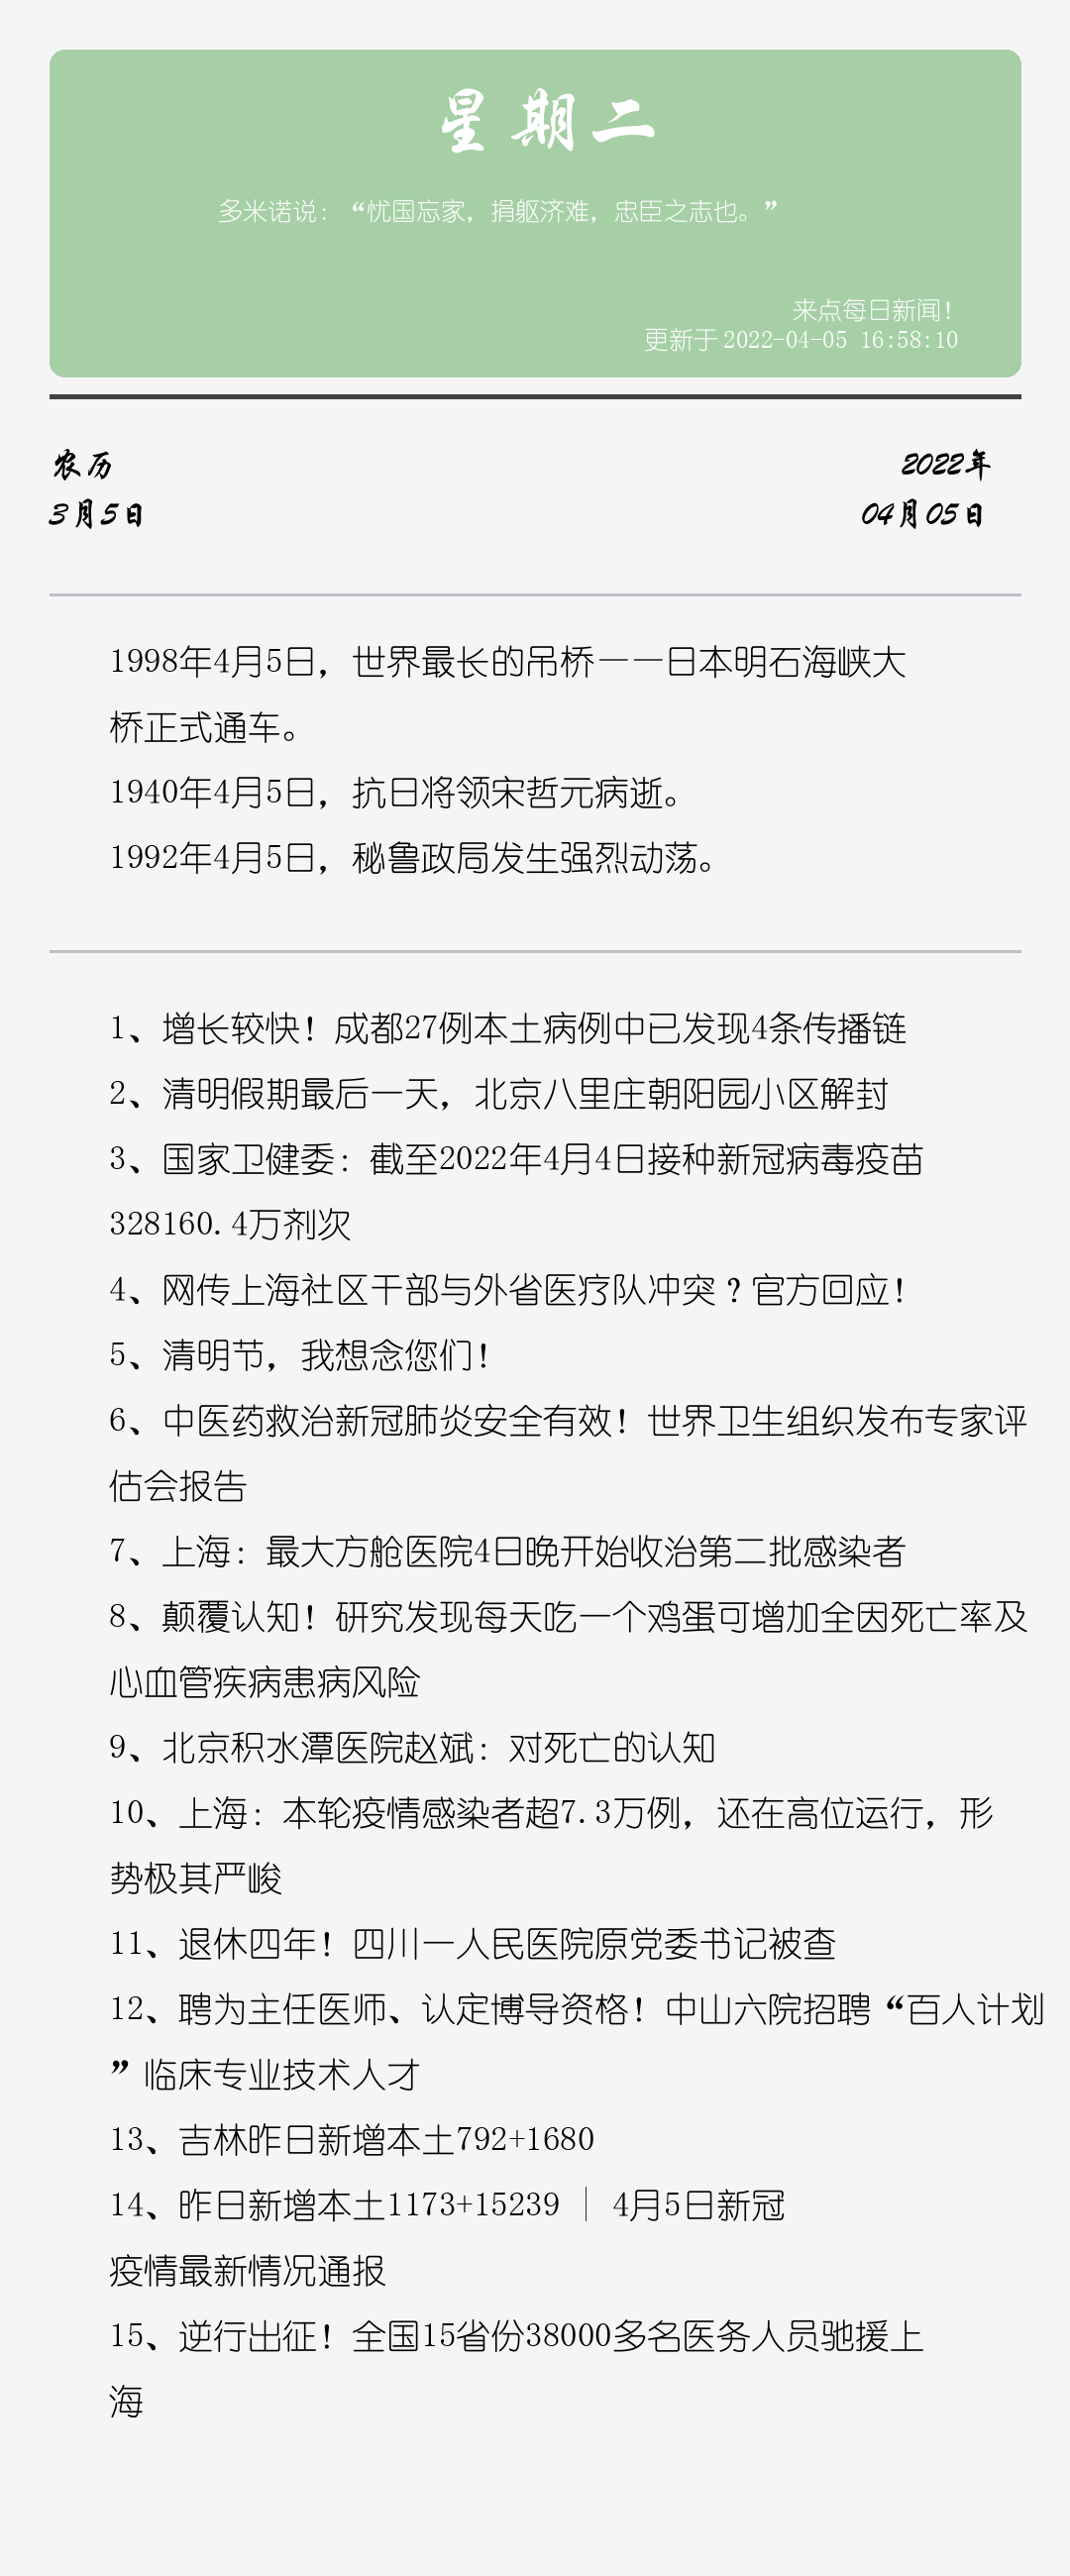 星期二
多米诺说：“忧国忘家，捐躯济难，忠臣之志也。”
来点每日新闻！
更新于 2022-04-05 16:58:10
农历
2022年
3月5日
04月05日
1998年4月5日，世界最长的吊桥——日本明石海峡大
桥正式通车。
1940年4月5日，抗日将领宋哲元病逝。
1992年4月5日，秘鲁政局发生强烈动荡。
1、增长较快！成都27例本土病例中已发现4条传播链
2、清明假期最后一天，北京八里庄朝阳园小区解封
3、国家卫健委：截至2022年4月4日接种新冠病毒疫苗
328160.4万剂次
4、网传上海社区干部与外省医疗队冲突？官方回应！
5、清明节，我想念您们！
6、中医药救治新冠肺炎安全有效！世界卫生组织发布专家评
估会报告
7、上海：最大方舱医院4日晚开始收治第二批感染者
8、颠覆认知！研究发现每天吃一个鸡蛋可增加全因死亡率及
心血管疾病患病风险
9、北京积水潭医院赵斌：对死亡的认知
10、上海：本轮疫情感染者超7.3万例，还在高位运行，形
势极其严峻
11、退休四年！四川一人民医院原党委书记被查
12、聘为主任医师、认定博导资格！中山六院招聘“百人计划
”临床专业技术人才
13、吉林昨日新增本土792+1680
14、昨日新增本土1173+15239 | 4月5日新冠
疫情最新情况通报
15、逆行出征！全国15省份38000多名医务人员驰援上
海